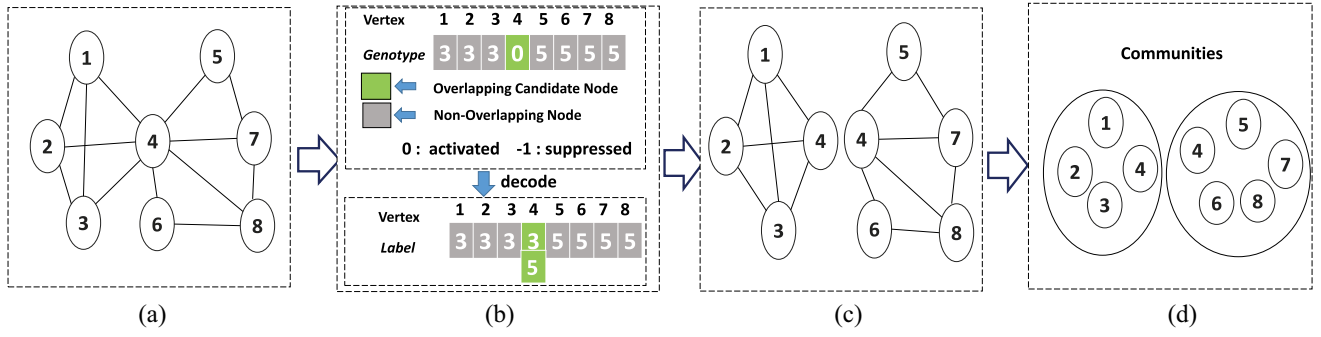 1
5
2
4
7
3
6
8
(a)
Vertex 1 2 3 4 5 6 7 8
Genotype 3 3 3 0 5 5 5 5
Overlapping Candidate Node
Non-Overlapping Node
0 : activated -1 : suppressed
decode
Vertex 1 2 3 4 5 6 7 8
Label 3 3 3 3 5 5 5 5
5
(b)
1
5
2
4
4
7
3
6
8
(c)
Communities
1
2
4
3
5
4
7
6
8
(d)